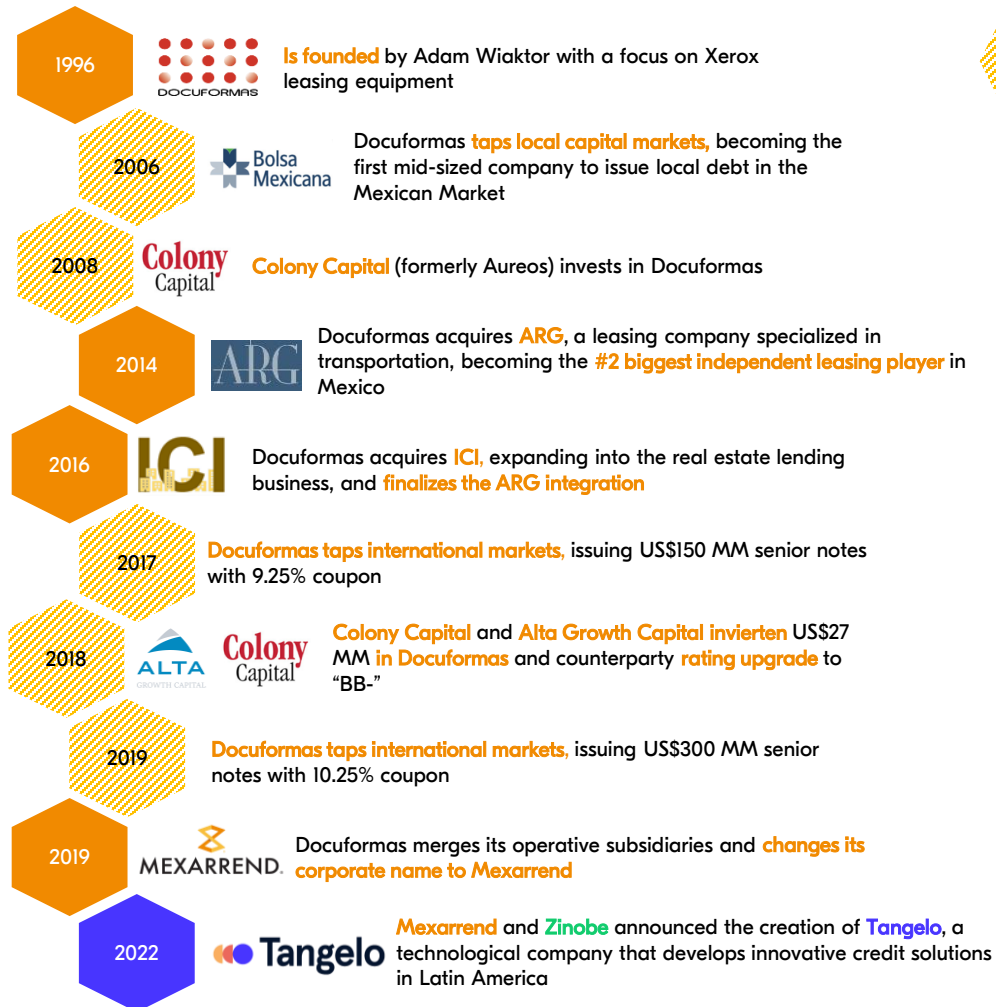 1996
DOCUFORMAS
Is founded by Adam Wiaktor with a focus on Xerox
leasing equipment
2006
Bolsa
Mexicana
Docuformas taps local capital markets, becoming the
first mid-sized company to issue local debt in the
Mexican Market
2008
Colony
Capital
Colony Capital (formerly Aureos) invests in Docuformas
2014
ARG
Docuformas acquires ARG, a leasing company specialized in
transportation, becoming the #2 biggest independent leasing player in
Mexico
2016
ICI
Docuformas acquires ICI, expanding into the real estate lending
business, and finalizes the ARG integration
2017
Docuformas taps international markets, issuing US$150 MM senior notes
with 9.25% coupon
2018
ALTA
GROWTH CAPITAL
Colony
Capital
Colony Capital and Alta Growth Capital invierten US$27
MM in Docuformas and counterparty rating upgrade to
“BB-”
2019
Docuformas taps international markets, issuing US$300 MM senior
notes with 10.25% coupon
2019
MEXARREND.
Docuformas merges its operative subsidiaries and changes its
corporate name to Mexarrend
2022
Tangelo
Mexarrend and Zinobe announced the creation of Tangelo, a
technological company that develops innovative credit solutions
in Latin America